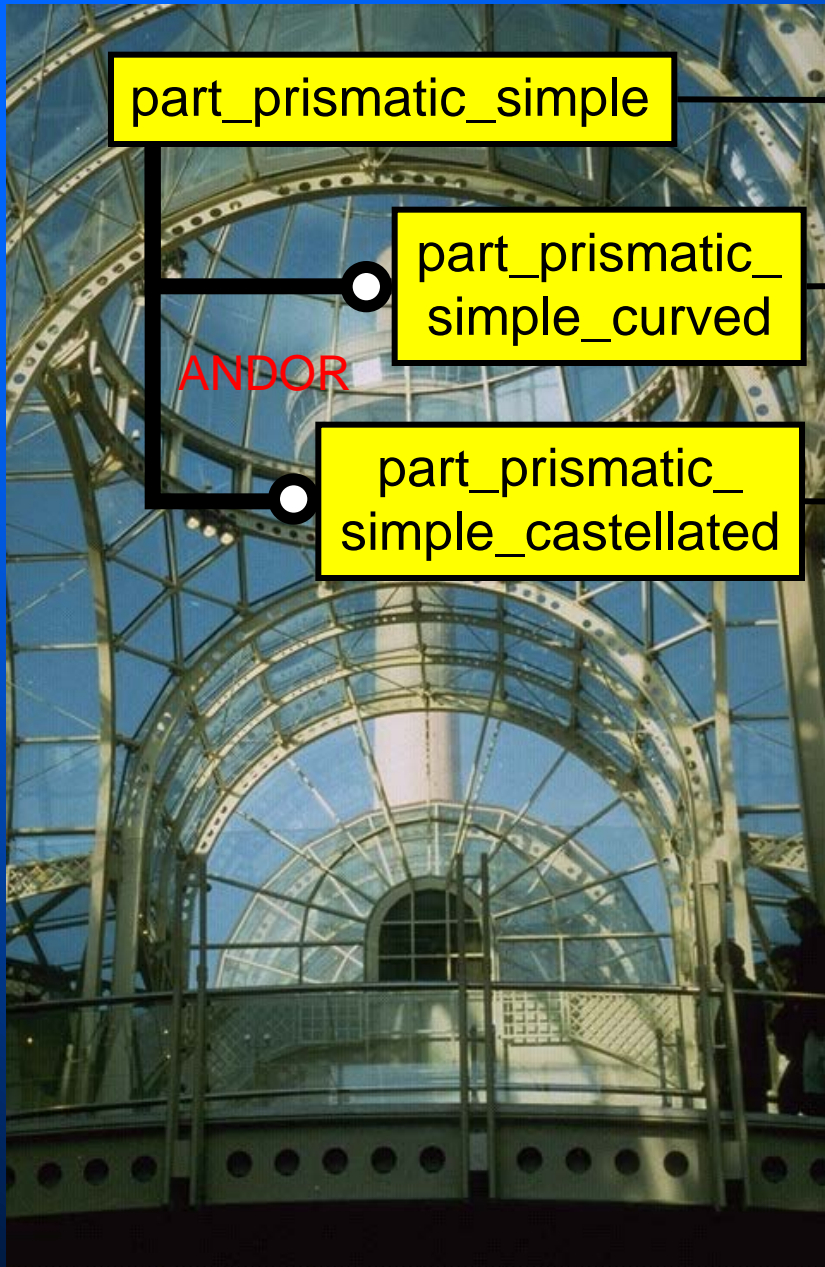 part_prismatic_simple
part_prismatic_
simple_curved
ANDOR
part_prismatic_
simple_castellated